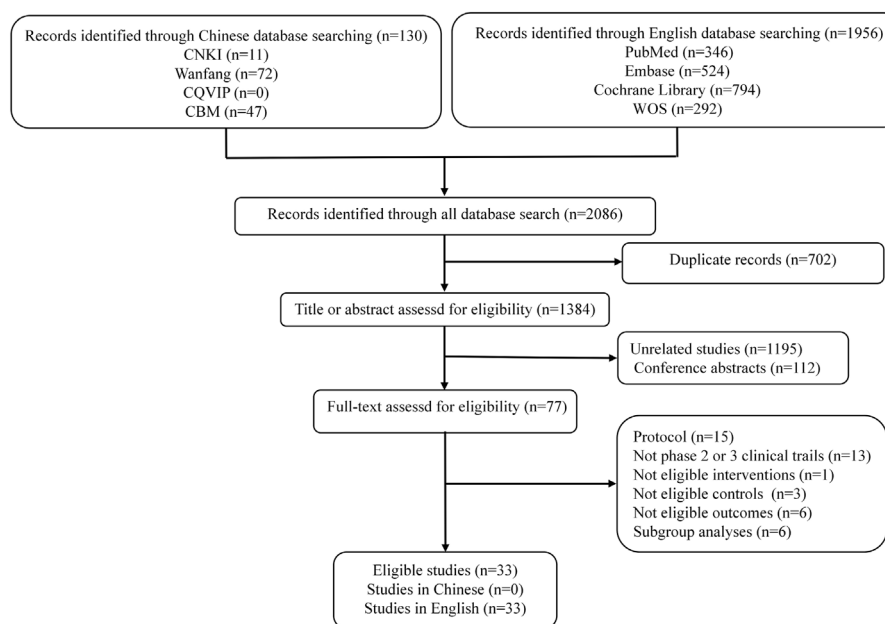 Records identified through Chinese database searching (n=130)
CNKI (n=11)
Wanfang (n=72)
CQVIP (n=0)
CBM (n=47)
Records identified through English database searching (n=1956)
PubMed (n=346)
Embase (n=524)
Cochrane Library (n=794)
WOS (n=292)
Records identified through all database search (n=2086)
Duplicate records (n=702)
Title or abstract assessd for eligibility (n=1384)
Unrelated studies (n=1195)
Conference abstracts (n=112)
Full-text assessd for eligibility (n=77)
Protocol (n=15)
Not phase 2 or 3 clinical trails (n=13)
Not eligible interventions (n=1)
Not eligible controls (n=3)
Not eligible outcomes (n=6)
Subgroup analyses (n=6)
Eligible studies (n=33)
Studies in Chinese (n=0)
Studies in English (n=33)